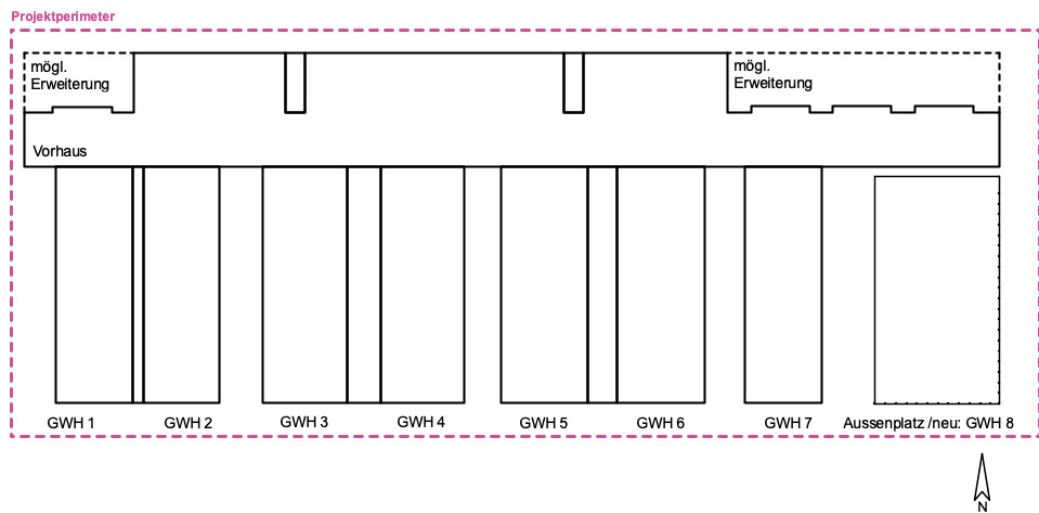 Projektperimeter
mögl.
Erweiterung
mögl.
Erweiterung
Vorhaus
GWH 1
GWH 2
GWH 3
GWH 4
GWH 5
GWH 6
GWH 7
Aussenplatz /neu: GWH 8
N